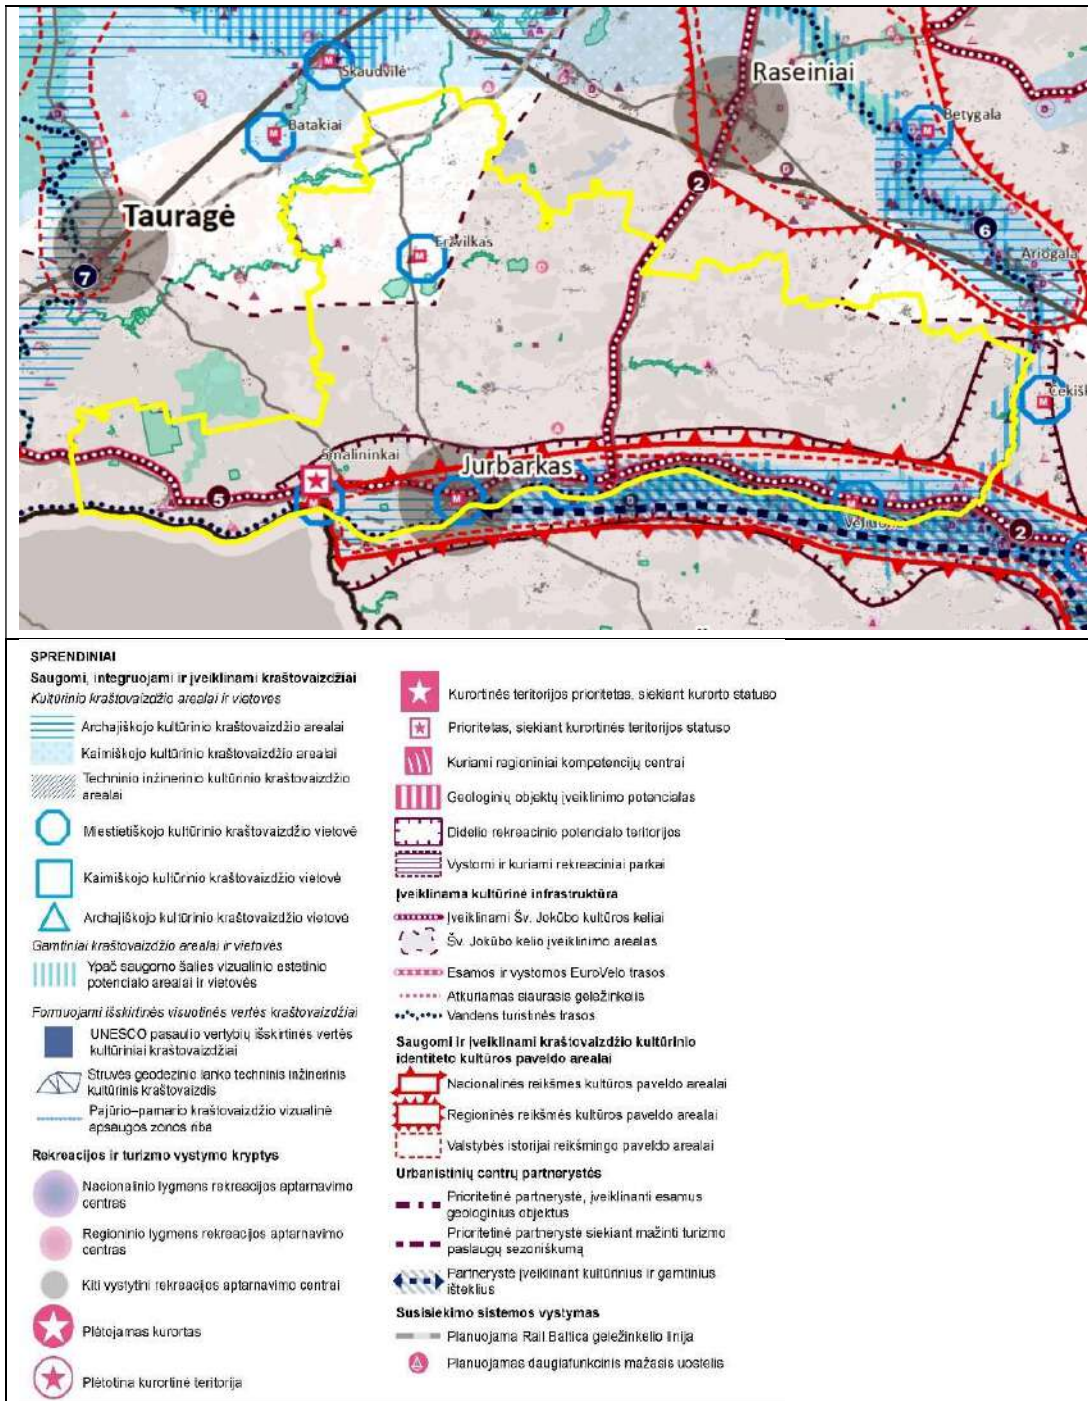 Skaudvilė
Raseiniai
Batakiai
Betygala
M
M
M
2
Tauragė
Eržvilkas
M
6
Ariogala
7
M
Smalininkai
Jurbarkas
5
M
M
2
SPRENDINIAI
Saugomi, integruojami ir įveiklinami kraštovaizdžiai
Kultūrinio kraštovaizdžio arealai ir vietovės
Archajiškojo kultūrinio kraštovaizdžio arealai
Kaimiškojo kultūrinio kraštovaizdžio arealai
Techninio inžinerinio kultūrinio kraštovaizdžio
arealai
Miestietiškojo kultūrinio kraštovaizdžio vietovė
Kaimiškojo kultūrinio kraštovaizdžio vietovė
Archajiškojo kultūrinio kraštovaizdžio vietovė
Gamtiniai kraštovaizdžio arealai ir vietovės
Ypač saugomo šalies vizualinio estetinio
potencialo arealai ir vietovės
Formuojami išskirtinės visuotinės vertės kraštovaizdžiai
UNESCO pasaulio vertybių išskirtinės vertės
kultūriniai kraštovaizdžiai
Struvės geodezinio lanko techninis inžinerinis
kultūrinis kraštovaizdis
Pajūrio–pamario kraštovaizdžio vizualinė
apsaugos zonos riba
Rekreacijos ir turizmo vystymo kryptys
Nacionalinio lygmens rekreacijos aptarnavimo
centras
Regioninio lygmens rekreacijos aptarnavimo
centras
Kiti vystytini rekreacijos aptarnavimo centrai
Plėtojamas kurortas
Plėtotina kurortinė teritorija
Kurortinės teritorijos prioritetas, siekiant kurorto statuso
Prioritetas, siekiant kurortinės teritorijos statuso
Kuriami regioniniai kompetencijų centrai
Geologinių objektų įveiklinimo potencialas
Didelio rekreacinio potencialo teritorijos
Vystomi ir kuriami rekreaciniai parkai
Įveiklinama kultūrinė infrastruktūra
Įveiklinami Šv. Jokūbo kultūros keliai
Šv. Jokūbo kelio įveiklinimo arealas
Esamos ir vystomos EuroVelo trasos
Atkuriamas siaurasis geležinkelis
Vandens turistinės trasos
Saugomi ir įveiklinami kraštovaizdžio kultūrinio
identiteto kultūros paveldo arealai
Nacionalinės reikšmės kultūros paveldo arealai
Regioninės reikšmės kultūros paveldo arealai
Valstybės istorijai reikšmingo paveldo arealai
Urbanistinių centrų partnerystės
Prioritetinė partnerystė, įveiklinanti esamus
geologinius objektus
Prioritetinė partnerystė siekiant mažinti turizmo
paslaugų sezoniškumą
Partnerystė įveiklinant kultūrinius ir gamtinius
išteklius
Susisiekimo sistemos vystymas
Planuojama Rail Baltica geležinkelio linija
Planuojamas daugiafunkcinis mažasis uostelis